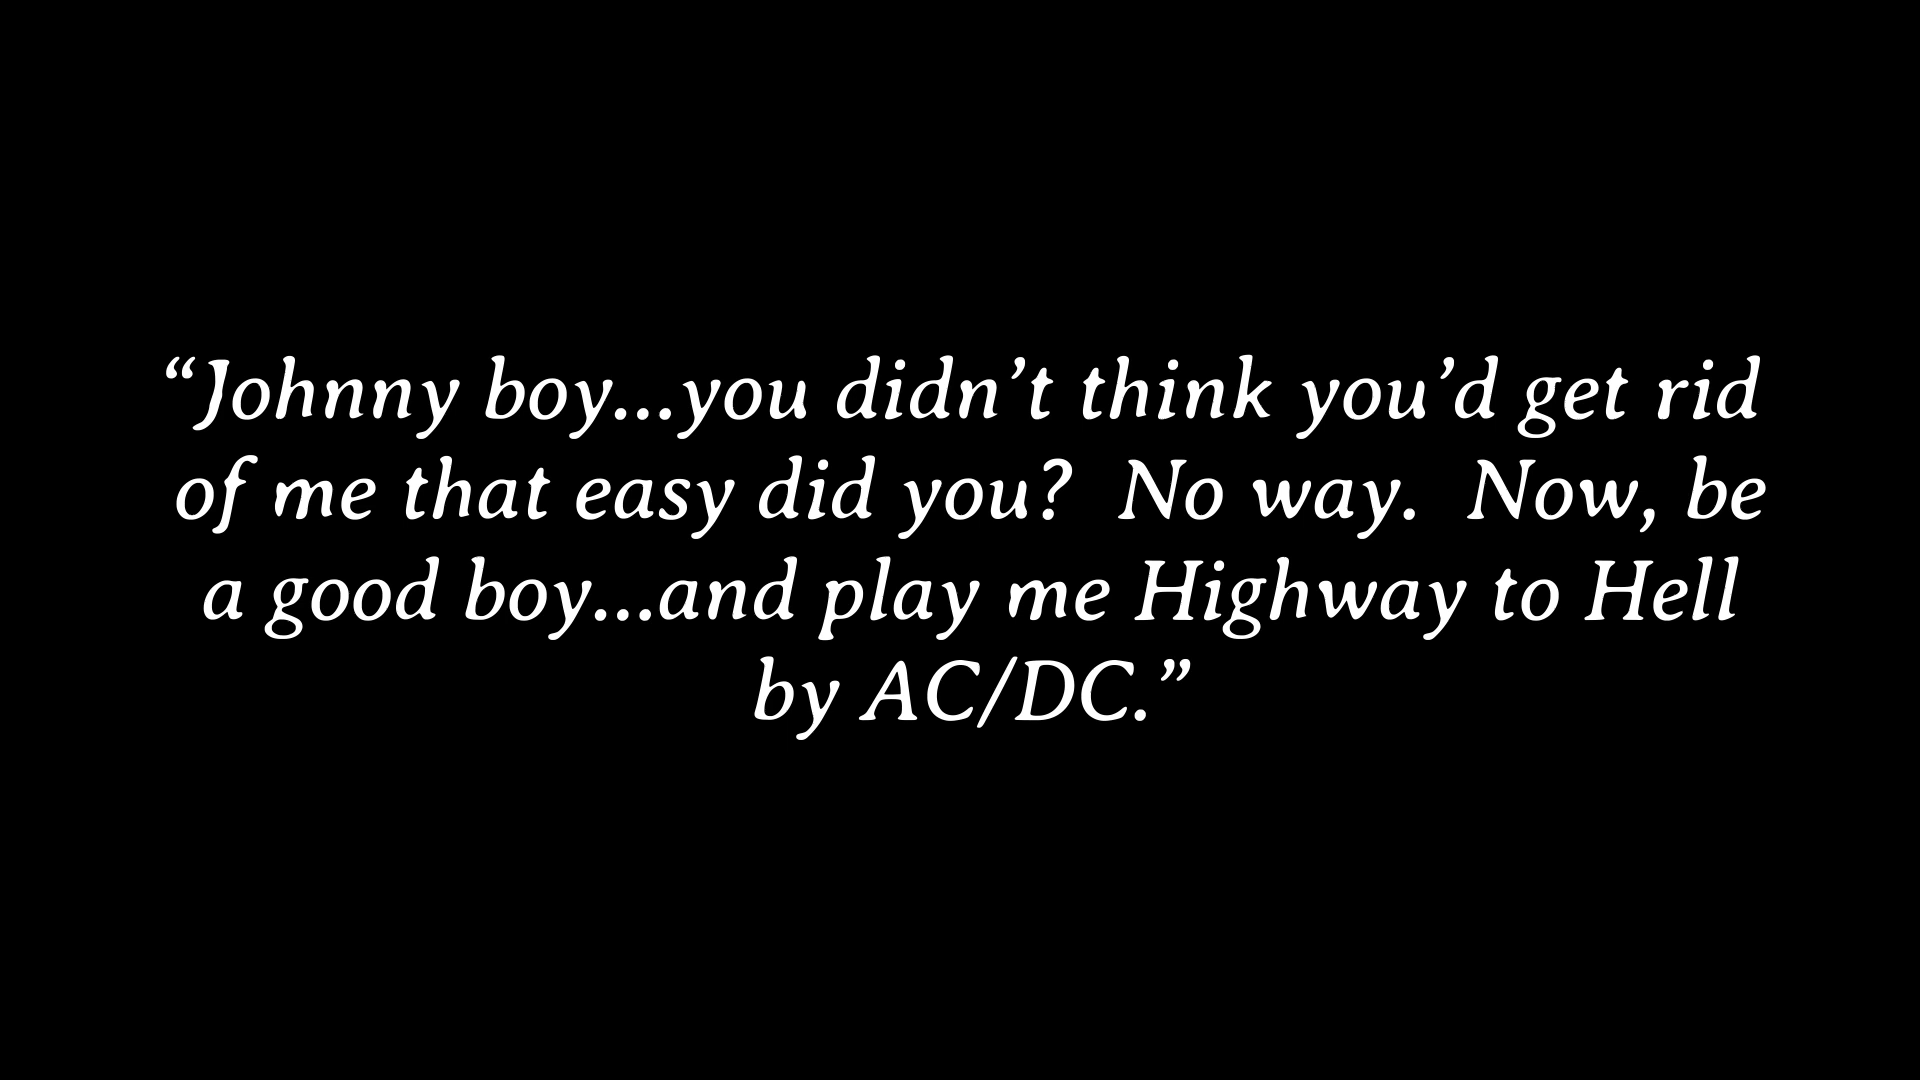 “Johnny boy...you didn’t think you’d get rid
of me that easy did you?  No way.  Now, be
a good boy...and play me Highway to Hell
by AC/DC.”